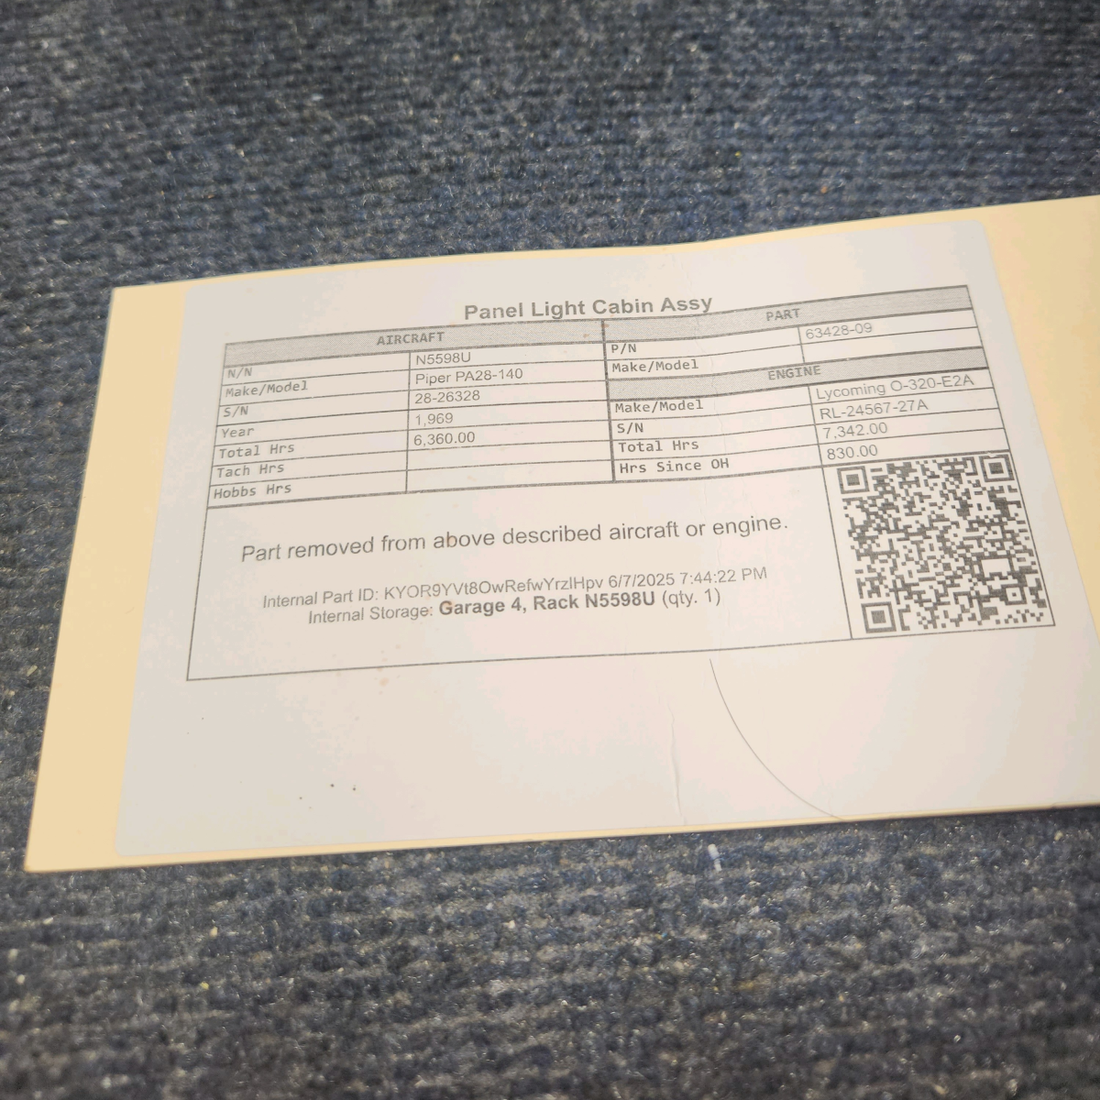 Panel Light Cabin Assy
AIRCRAFT
N/N N5598U
Make/Model Piper PA28-140
S/N 28-26328
Year 1,969
Total Hrs 6,360.00
Tach Hrs
Hobbs Hrs
PART
P/N 63428-09
Make/Model
ENGINE
Make/Model Lycoming O-320-E2A
S/N RL-24567-27A
Total Hrs 7,342.00
Hrs Since OH 830.00
Part removed from above described aircraft or engine.
Internal Part ID: KYOR9YVt8OwRefwYrzlHpv 6/7/2025 7:44:22 PM
Internal Storage: Garage 4, Rack N5598U (qty. 1)